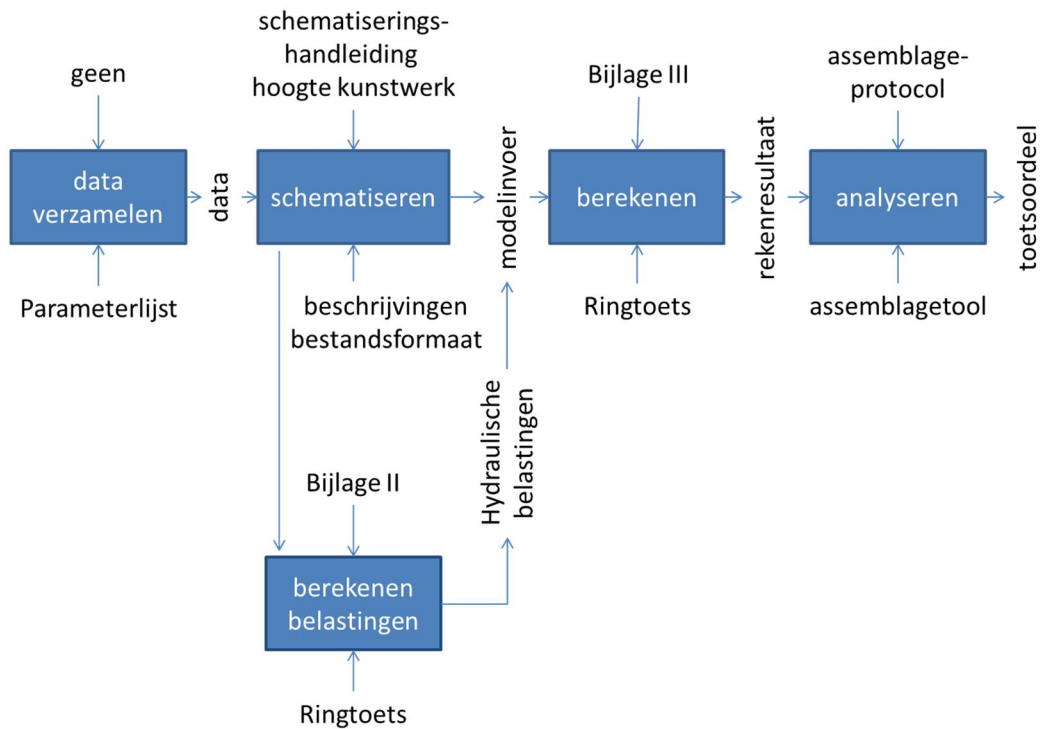 geen
data
verzamelen
Parameterlijst
data
schematiserings-
handleiding
hoogte kunstwerk
schematiseren
beschrijvingen
bestandsformaat
modelinvoer
Bijlage III
berekenen
Ringtoets
rekenresultaat
assemblage-
protocol
analyseren
assemblagetool
toetsoordeel
Bijlage II
berekenen
belastingen
Ringtoets
Hydraulische
belastingen